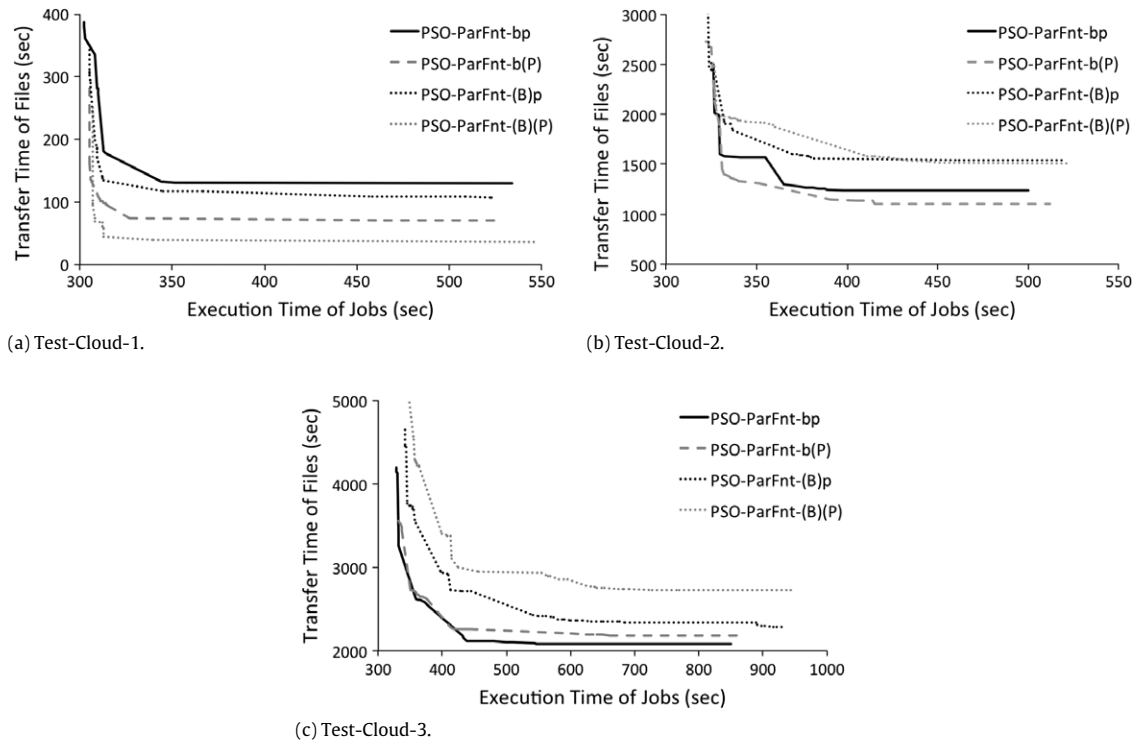 400
300
200
100
0
Transfer Time of Files (sec)
300 350 400 450 500 550
Execution Time of Jobs (sec)
PSO-ParFnt-bp
PSO-ParFnt-b(P)
PSO-ParFnt-(B)p
PSO-ParFnt-(B)(P)
(a) Test-Cloud-1.
3000
2500
2000
1500
1000
500
Transfer Time of Files (sec)
300 350 400 450 500 550
Execution Time of Jobs (sec)
PSO-ParFnt-bp
PSO-ParFnt-b(P)
PSO-ParFnt-(B)p
PSO-ParFnt-(B)(P)
(b) Test-Cloud-2.
5000
4000
3000
2000
Transfer Time of Files (sec)
300 400 500 600 700 800 900 1000
Execution Time of Jobs (sec)
PSO-ParFnt-bp
PSO-ParFnt-b(P)
PSO-ParFnt-(B)p
PSO-ParFnt-(B)(P)
(c) Test-Cloud-3.